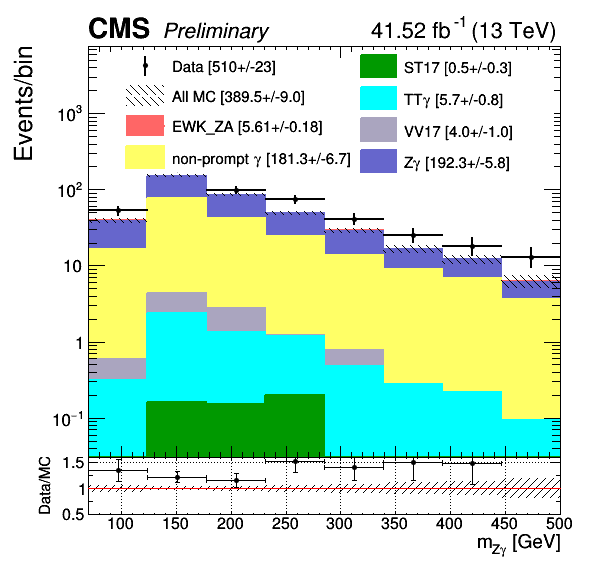 CMS Preliminary 41.52 fb⁻¹ (13 TeV)
Events/bin
Data [510+/-23]
All MC [389.5+/-9.0]
EWK_ZA [5.61+/-0.18]
non-prompt γ [181.3+/-6.7]
ST17 [0.5+/-0.3]
TTγ [5.7+/-0.8]
VV17 [4.0+/-1.0]
Zγ [192.3+/-5.8]
10³
10²
10
1
10⁻¹
Data/MC
1.5
1
0.5
100 150 200 250 300 350 400 450 500
m_Zγ [GeV]